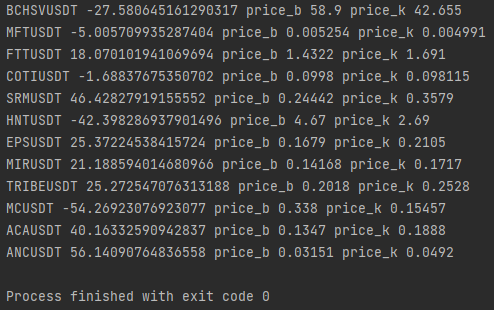 BCHSVUSDT -27.580645161290317 price_b 58.9 price_k 42.655
MFTUSDT -5.005709935287404 price_b 0.005254 price_k 0.004991
FTTUSDT 18.070101941069694 price_b 1.4322 price_k 1.691
COTIUSDT -1.68837675350702 price_b 0.0998 price_k 0.098115
SRMUSDT 46.42827919155552 price_b 0.24442 price_k 0.3579
HNTUSDT -42.398286937901496 price_b 4.67 price_k 2.69
EPSUSDT 25.37224538415724 price_b 0.1679 price_k 0.2105
MIRUSDT 21.188594014680966 price_b 0.14168 price_k 0.1717
TRIBEUSDT 25.272547076313188 price_b 0.2018 price_k 0.2528
MCUSDT -54.26923076923077 price_b 0.338 price_k 0.15457
ACAUSDT 40.16332590942837 price_b 0.1347 price_k 0.1888
ANCUSDT 56.14090764836558 price_b 0.03151 price_k 0.0492
Process finished with exit code 0